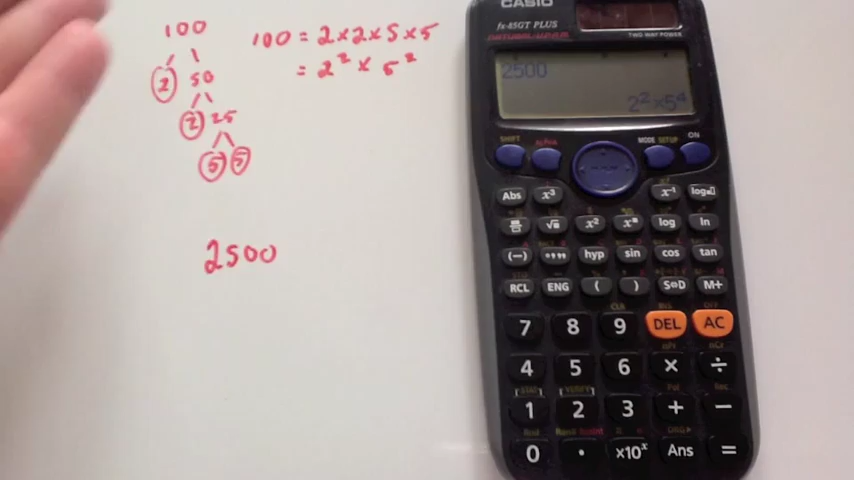 100
2 50
2 25
5 5
100 = 2×2×5×5
= 2² × 5²
2500
CASIO
fx-85GT PLUS
NATURAL-V.P.A.M.
TWO WAY POWER
2500
2²×5⁴
SHIFT ALPHA MODE SETUP ON
Abs x³ x⁻¹ log
√ x² log ln
(−) hyp sin cos tan
RCL ENG ( ) S⇔D M+
7 8 9 DEL AC
4 5 6 × ÷
1 2 3 + −
0 • ×10ˣ Ans =